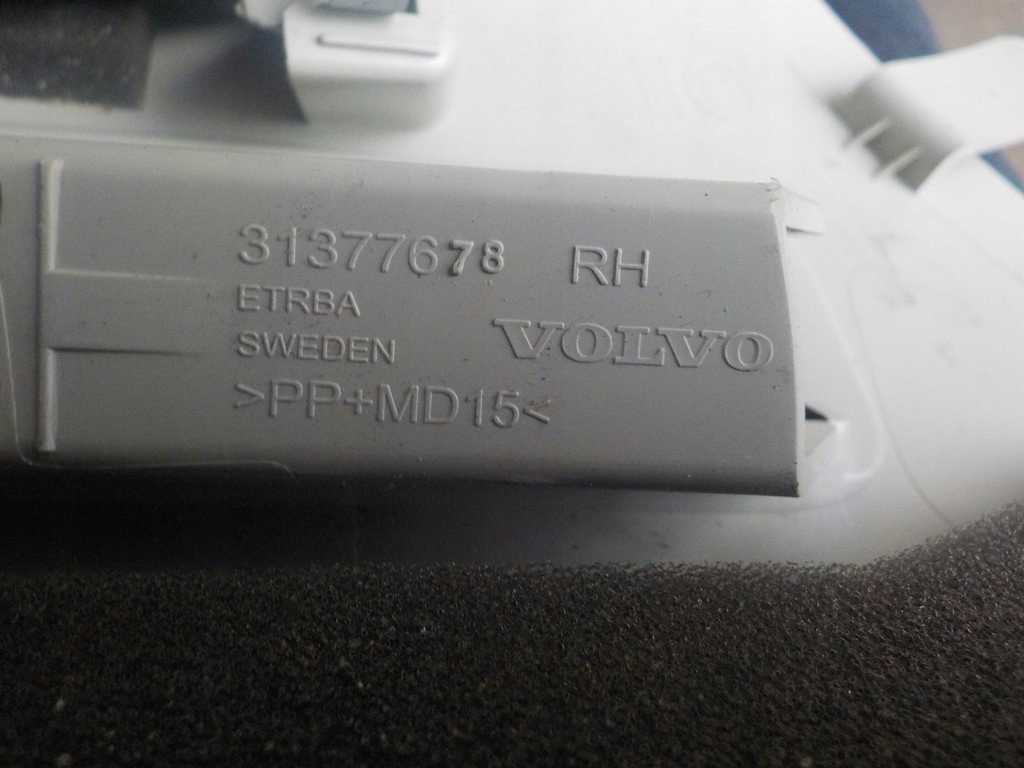 31377678 RH
ETRBA
SWEDEN VOLVO
>PP+MD15<